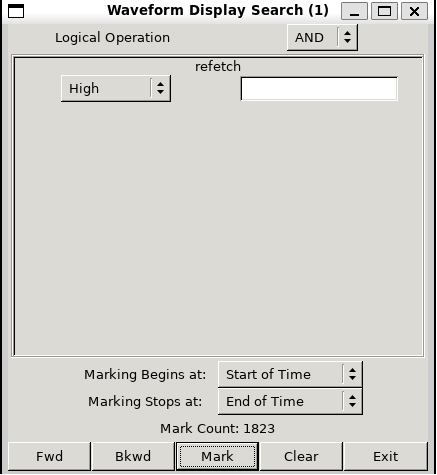 Waveform Display Search (1)
Logical Operation AND
refetch
High
Marking Begins at: Start of Time
Marking Stops at: End of Time
Mark Count: 1823
Fwd Bkwd Mark Clear Exit